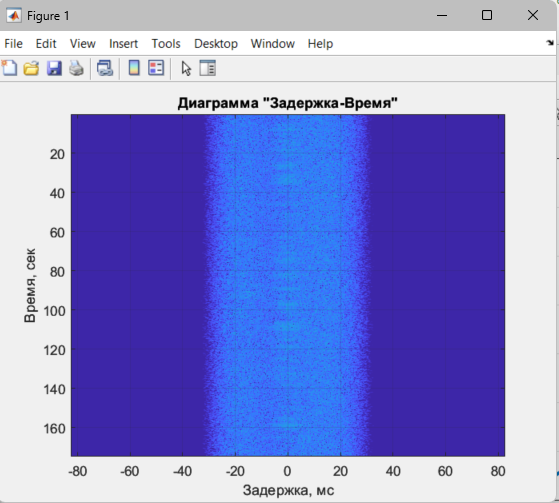 Figure 1
File Edit View Insert Tools Desktop Window Help
Диаграмма "Задержка-Время"
20
40
60
80
100
120
140
160
Время, сек
-80 -60 -40 -20 0 20 40 60 80
Задержка, мс